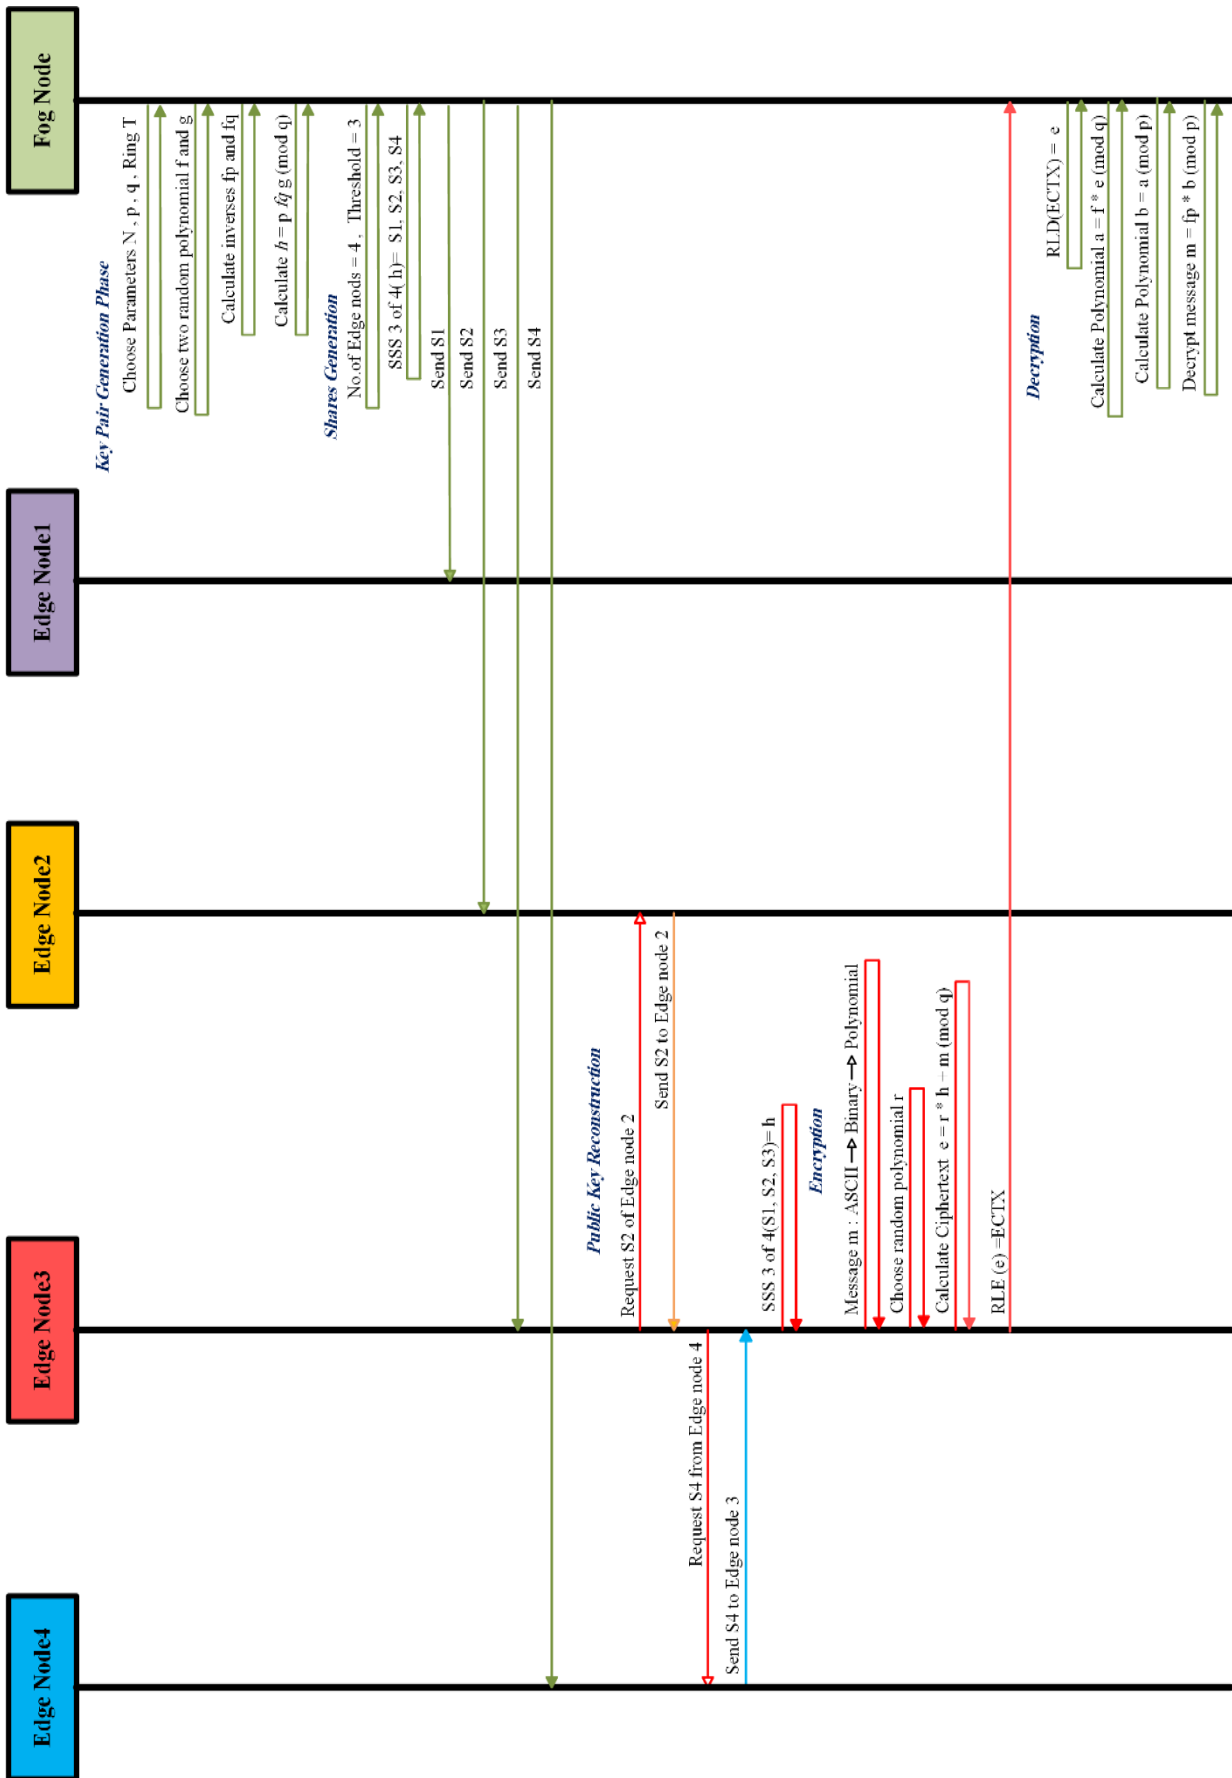 Fog Node
Edge Node1
Edge Node2
Edge Node3
Edge Node4
Key Pair Generation Phase
Choose Parameters N , p , q , Ring T
Choose two random polynomial f and g
Calculate inverses fp and fq
Calculate h = p fq g (mod q)
Shares Generation
No.of Edge nods = 4 , Threshold = 3
SSS 3 of 4( h)= S1, S2, S3, S4
Send S1
Send S2
Send S3
Send S4
Public Key Reconstruction
Request S2 of Edge node 2
Send S2 to Edge node 2
Request S4 from Edge node 4
Send S4 to Edge node 3
SSS 3 of 4(S1, S2, S3)= h
Encryption
Message m : ASCII → Binary → Polynomial
Choose random polynomial r
Calculate Ciphertext e = r * h − m (mod q)
RLE (e) =ECTX
Decryption
RLD(ECTX) = e
Calculate Polynomial a = f * e (mod q)
Calculate Polynomial b = a (mod p)
Decrypt message m = fp * b (mod p)